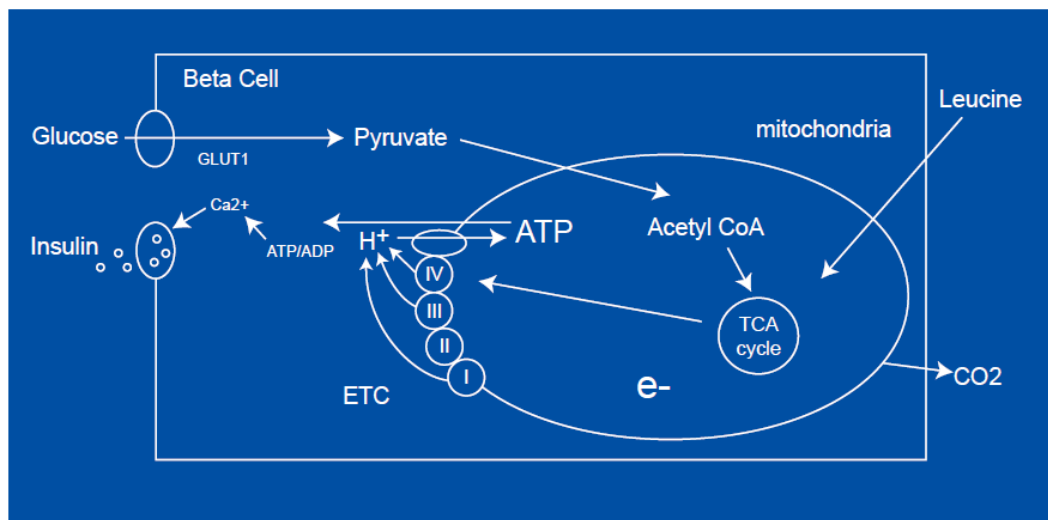 Beta Cell
Leucine
Glucose
Pyruvate
mitochondria
GLUT1
Ca2+
Insulin
ATP/ADP
H+
ATP
Acetyl CoA
IV
III
II
I
TCA
cycle
ETC
e-
CO2